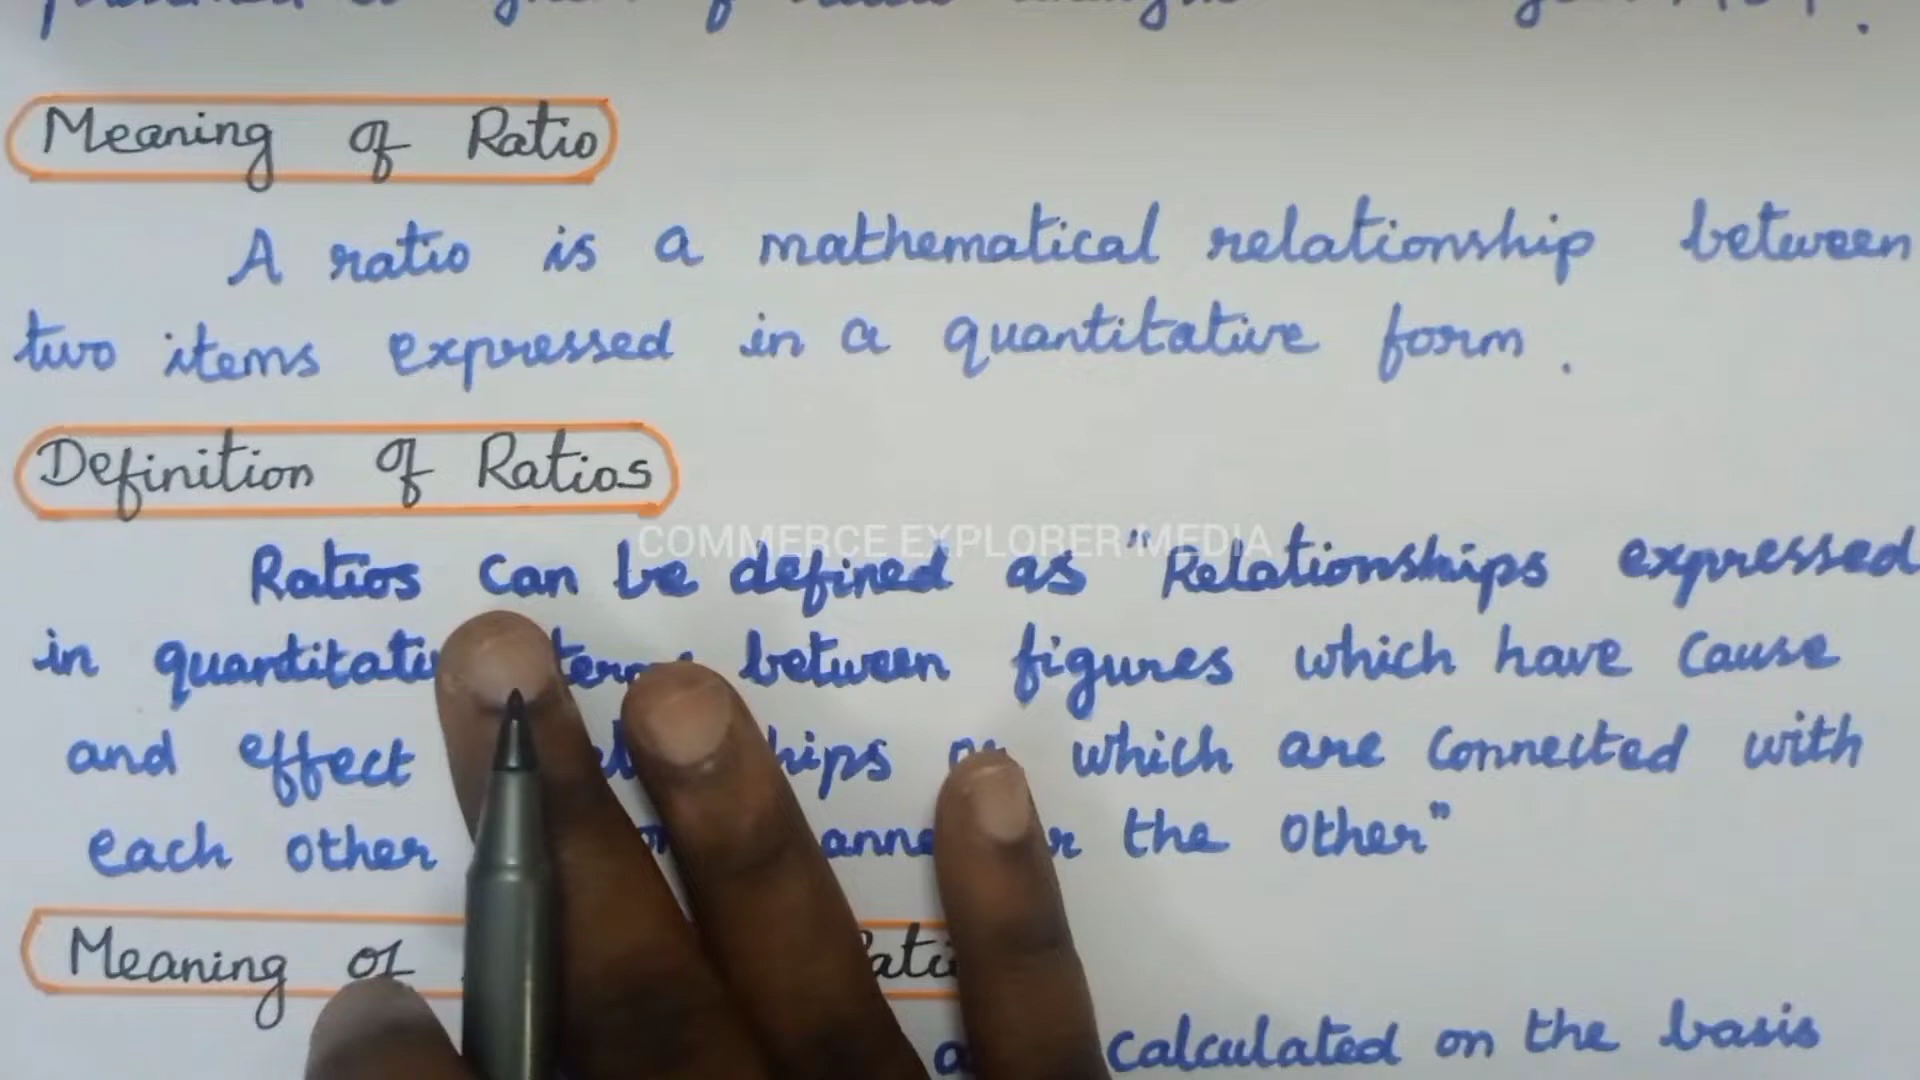 Meaning of Ratio
A ratio is a mathematical relationship between
two items expressed in a quantitative form.
Definition of Ratios
COMMERCE EXPLORER MEDIA
Ratios can be defined as "Relationships expressed
in between figures which have cause
and effect or which are connected with
each other the other"
Meaning of
calculated on the basis